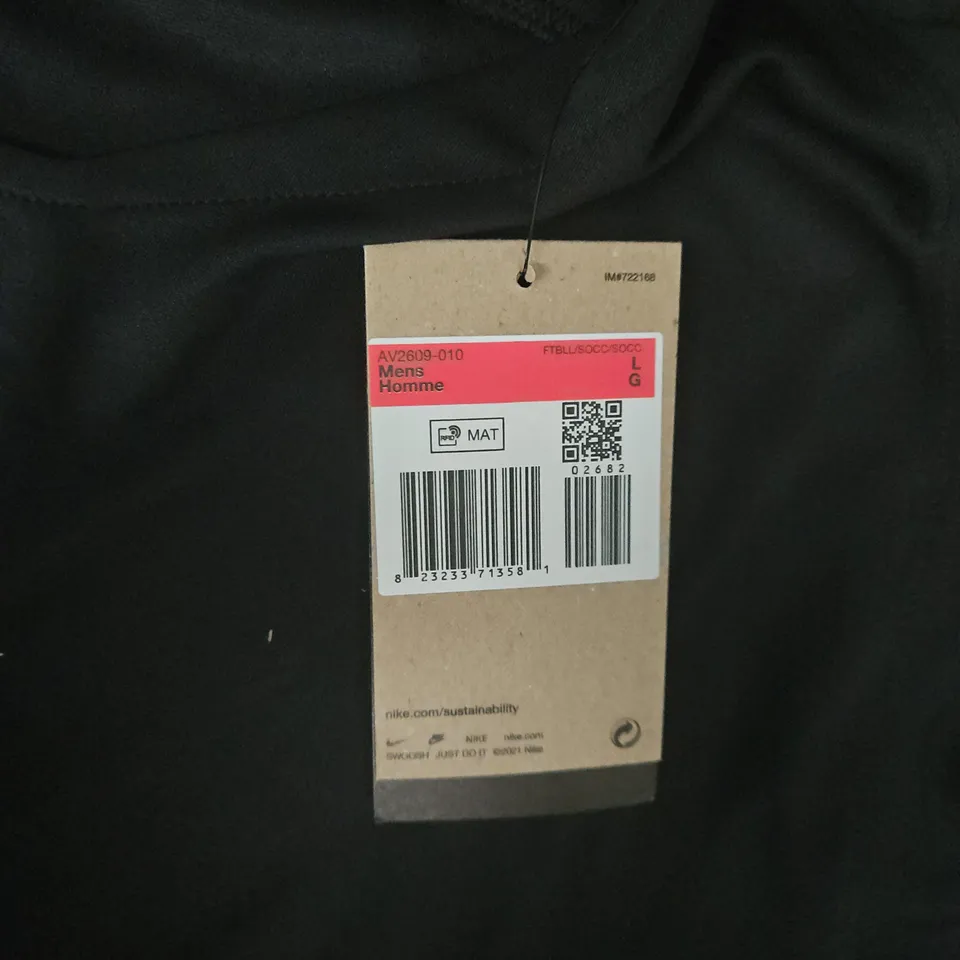 IM#722168
AV2609-010 FTBLL/SOCC/SOCC
Mens L
Homme G
RFID MAT
02682
8 23233 71358 1
nike.com/sustainability
NIKE nike.com
SWOOSH JUST DO IT ©2021 Nike